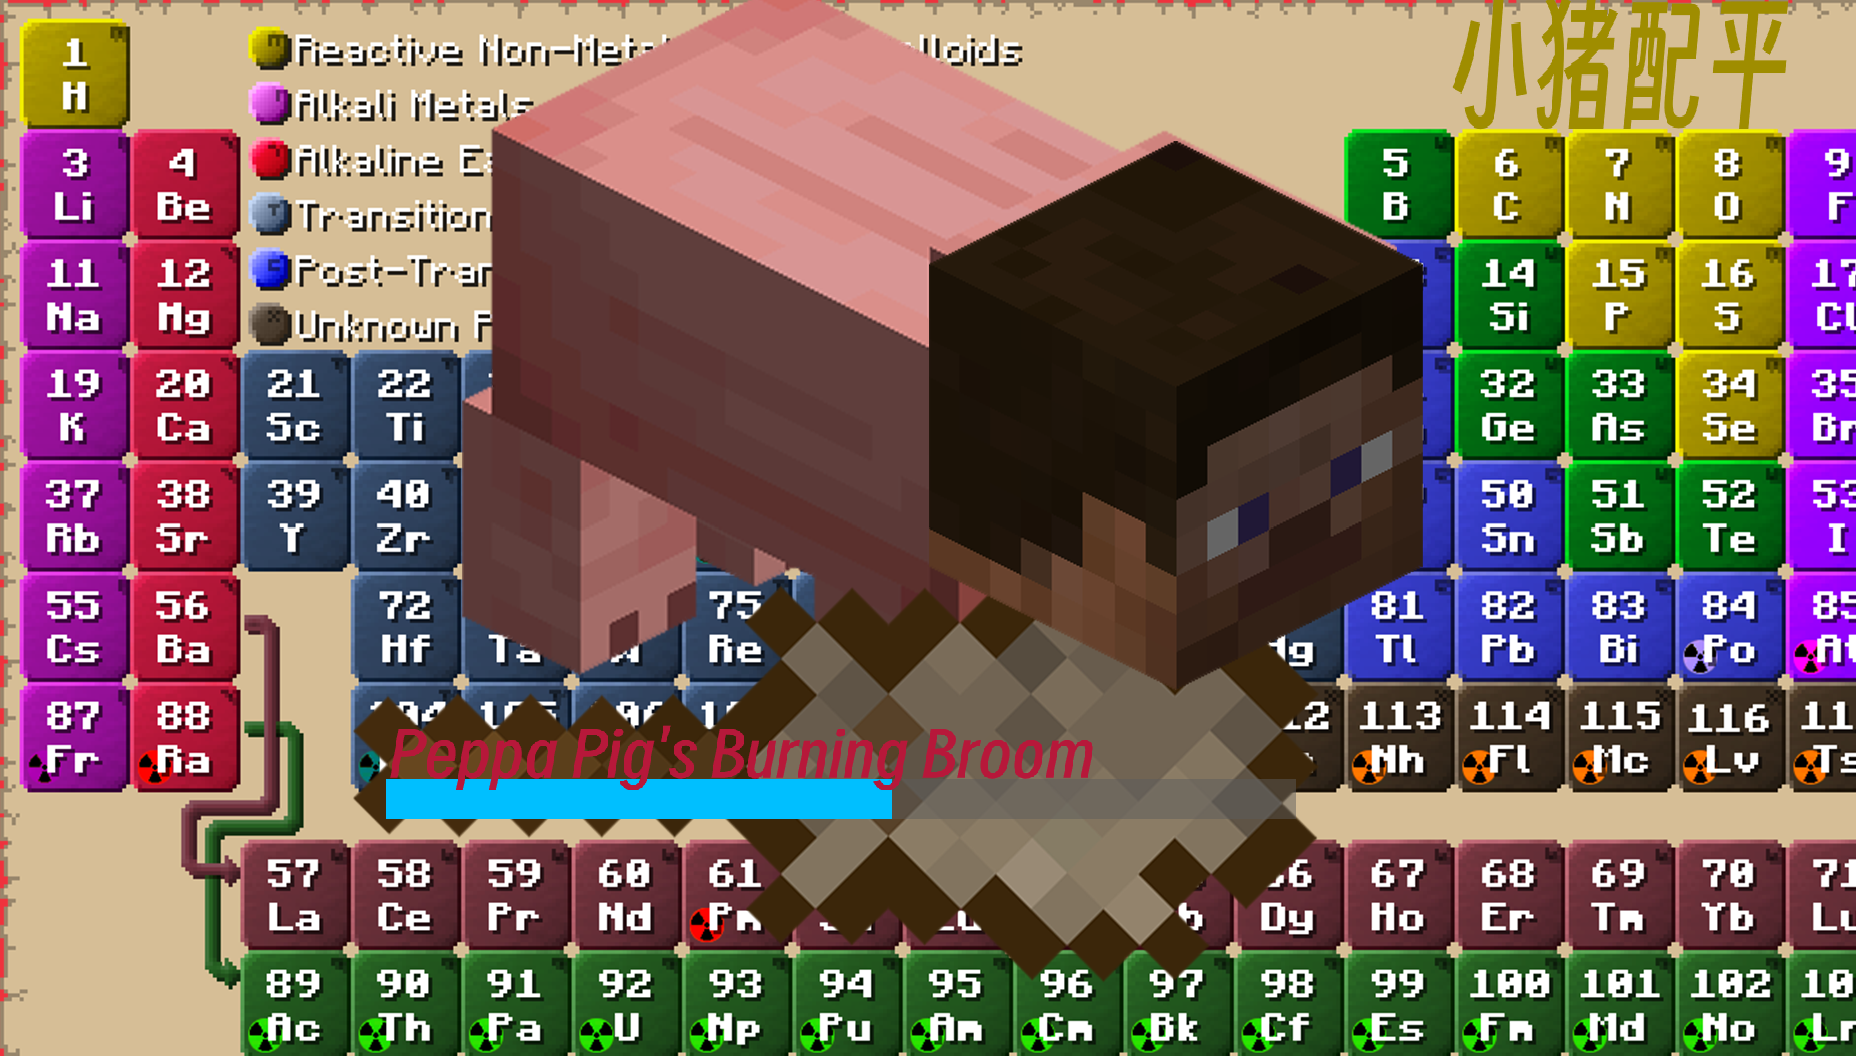 小猪配平
1 Reactive Non-Metal lloids
H Alkali Metals
3 4 Alkaline 5 6 7 8 9
Li Be Transition B C N O F
11 12 Post-Tran 14 15 16 17
Na Mg Unknown Si P S Cl
19 20 21 22 32 33 34 35
K Ca Sc Ti Ge As Se Br
37 38 39 40 50 51 52 53
Rb Sr Y Zr Sn Sb Te I
55 56 72 75 81 82 83 84 85
Cs Ba Hf Ta Re Tl Pb Bi Po At
87 88 104 105 113 114 115 116
Fr Ra Nh Fl Mc Lv Ts
Peppa Pig's Burning Broom
57 58 59 60 61 67 68 69 70 71
La Ce Pr Nd Pm Dy Ho Er Tm Yb Lu
89 90 91 92 93 94 95 96 97 98 99 100 101 102
Ac Th Pa U Np Pu Am Cm Bk Cf Es Fm Md No Lr